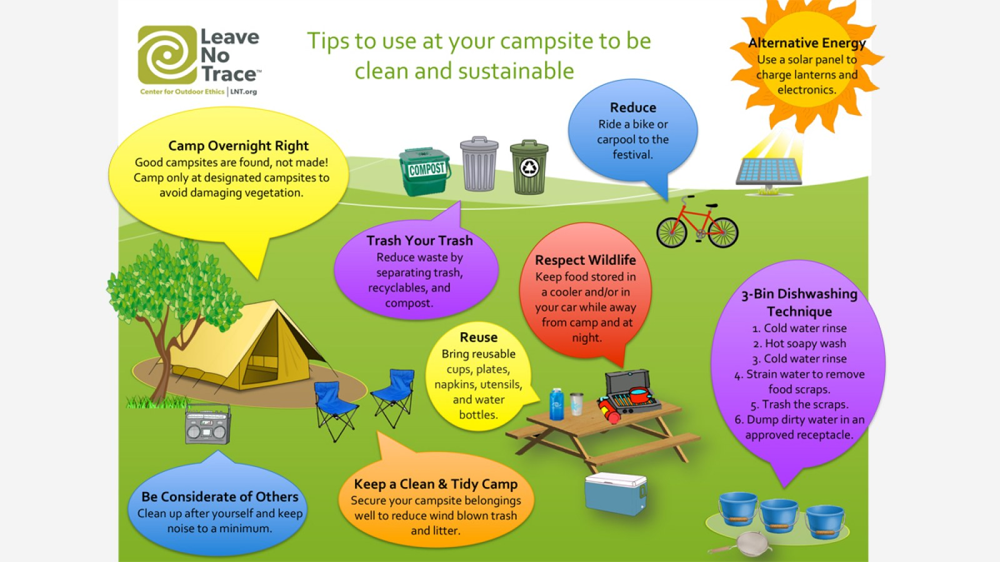 Leave
No
Trace™
Center for Outdoor Ethics | LNT.org
Tips to use at your campsite to be
clean and sustainable
Alternative Energy
Use a solar panel to
charge lanterns and
electronics.
Reduce
Ride a bike or
carpool to the
festival.
Camp Overnight Right
Good campsites are found, not made!
Camp only at designated campsites to
avoid damaging vegetation.
COMPOST
Trash Your Trash
Reduce waste by
separating trash,
recyclables, and
compost.
Respect Wildlife
Keep food stored in
a cooler and/or in
your car while away
from camp and at
night.
3-Bin Dishwashing
Technique
1. Cold water rinse
2. Hot soapy wash
3. Cold water rinse
4. Strain water to remove
food scraps.
5. Trash the scraps.
6. Dump dirty water in an
approved receptacle.
Reuse
Bring reusable
cups, plates,
napkins, utensils,
and water
bottles.
Be Considerate of Others
Clean up after yourself and keep
noise to a minimum.
Keep a Clean & Tidy Camp
Secure your campsite belongings
well to reduce wind blown trash
and litter.